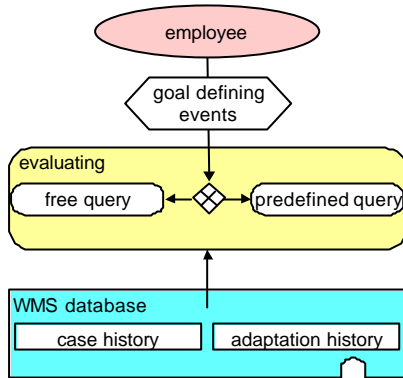 employee
goal defining
events
evaluating
free query
predefined query
WMS database
case history
adaptation history